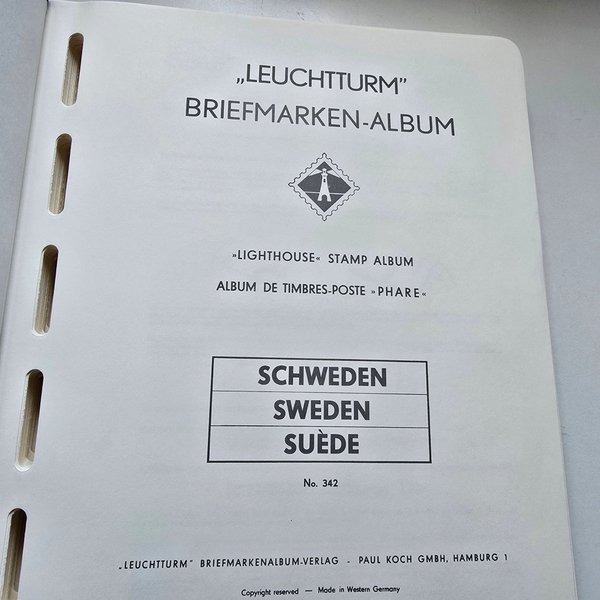 „LEUCHTTURM”
BRIEFMARKEN-ALBUM
»LIGHTHOUSE« STAMP ALBUM
ALBUM DE TIMBRES-POSTE »PHARE«
SCHWEDEN
SWEDEN
SUÈDE
No. 342
„LEUCHTTURM” BRIEFMARKENALBUM-VERLAG - PAUL KOCH GMBH, HAMBURG 1
Copyright reserved — Made in Western Germany